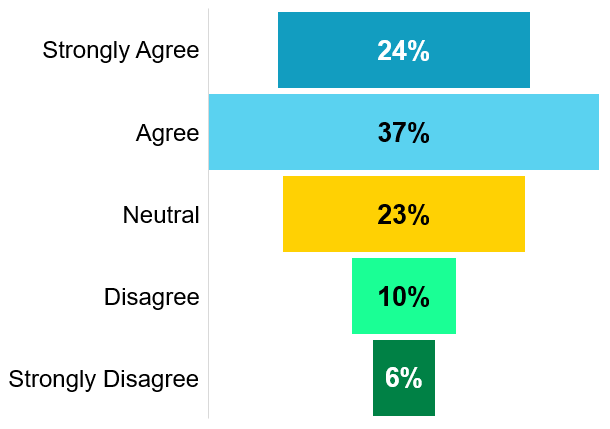 Strongly Agree 24%
Agree 37%
Neutral 23%
Disagree 10%
Strongly Disagree 6%